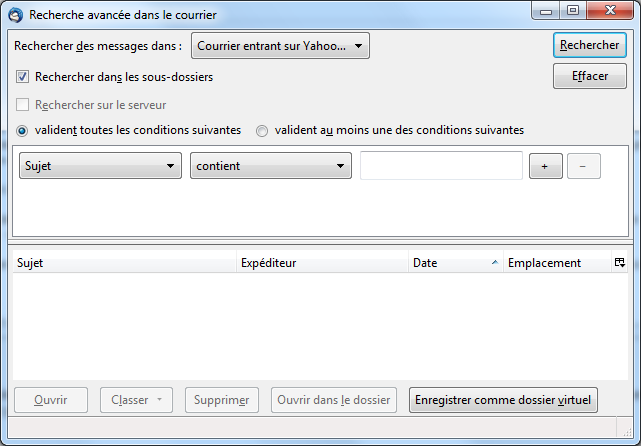 Recherche avancée dans le courrier
Rechercher des messages dans : Courrier entrant sur Yahoo... Rechercher
Rechercher dans les sous-dossiers Effacer
Rechercher sur le serveur
valident toutes les conditions suivantes valident au moins une des conditions suivantes
Sujet contient + −
Sujet Expéditeur Date Emplacement
Ouvrir Classer Supprimer Ouvrir dans le dossier Enregistrer comme dossier virtuel